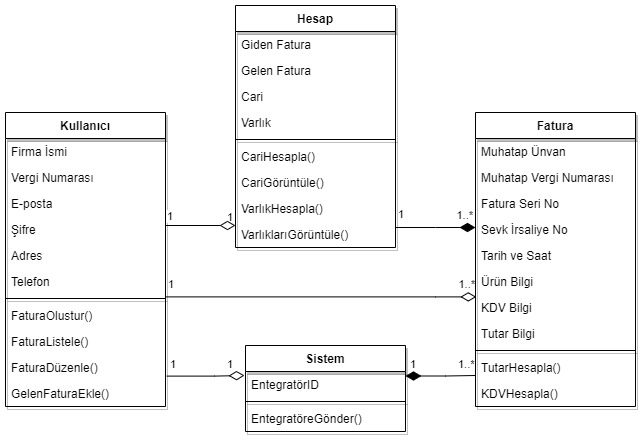 Hesap
Giden Fatura
Gelen Fatura
Cari
Varlık
CariHesapla()
CariGörüntüle()
VarlıkHesapla()
VarlıklarıGörüntüle()
Kullanıcı
Firma İsmi
Vergi Numarası
E-posta
Şifre
Adres
Telefon
FaturaOlustur()
FaturaListele()
FaturaDüzenle()
GelenFaturaEkle()
Fatura
Muhatap Ünvan
Muhatap Vergi Numarası
Fatura Seri No
Sevk İrsaliye No
Tarih ve Saat
Ürün Bilgi
KDV Bilgi
Tutar Bilgi
TutarHesapla()
KDVHesapla()
Sistem
EntegratörID
EntegratöreGönder()
1
1
1
1..*
1
1..*
1
1
1
1..*